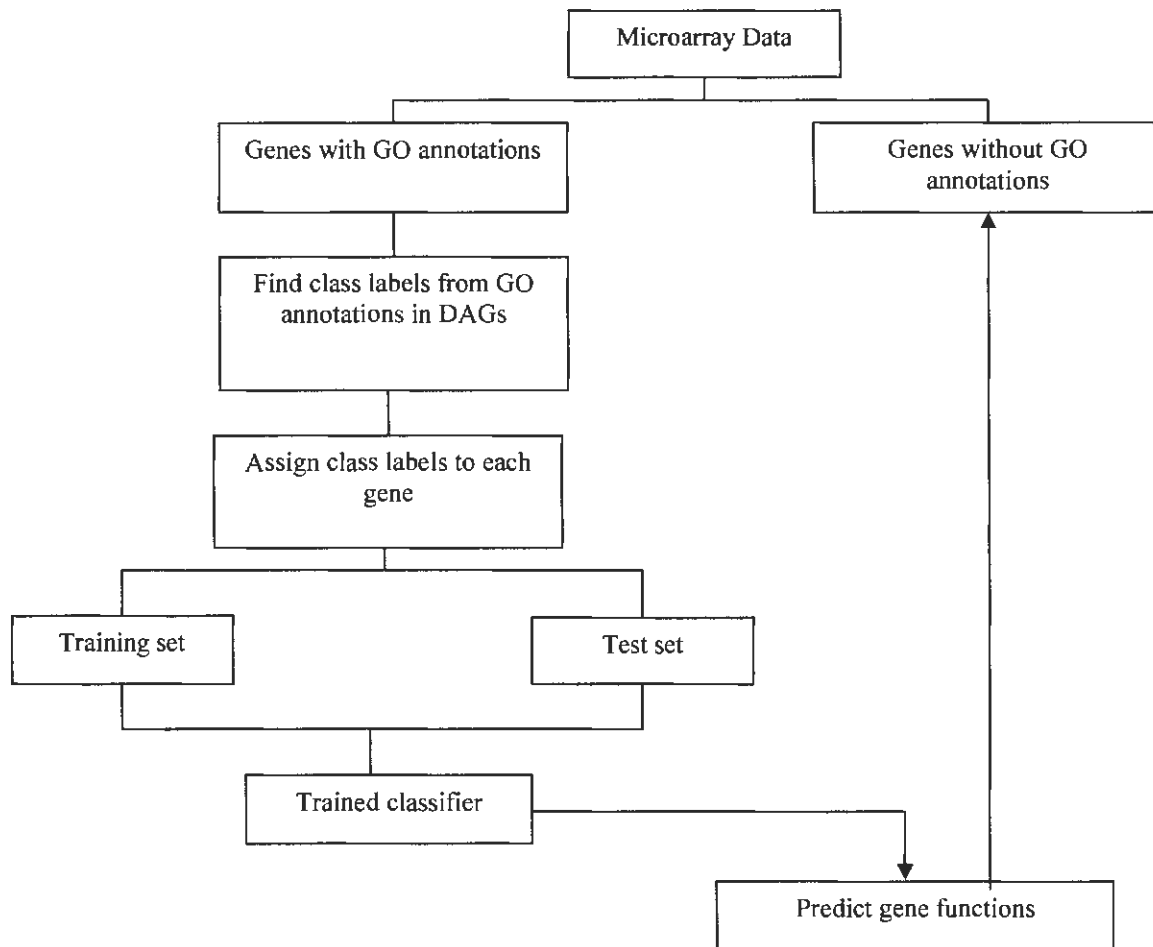 Microarray Data
Genes with GO annotations
Genes without GO
annotations
Find class labels from GO
annotations in DAGs
Assign class labels to each
gene
Training set
Test set
Trained classifier
Predict gene functions